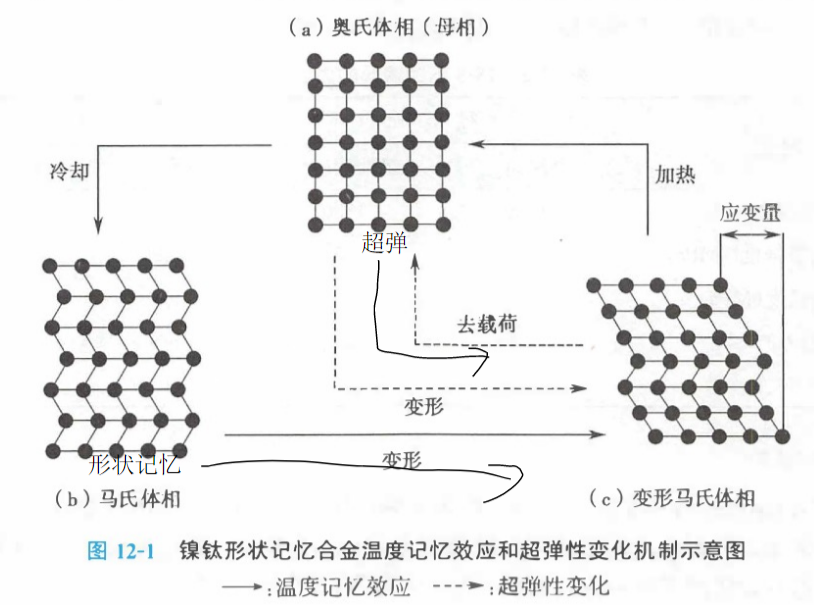 (a)奥氏体相(母相)
冷却
加热
应变量
超弹
去载荷
变形
形状记忆
变形
(b)马氏体相
(c)变形马氏体相
图 12-1 镍钛形状记忆合金温度记忆效应和超弹性变化机制示意图
:温度记忆效应 :超弹性变化